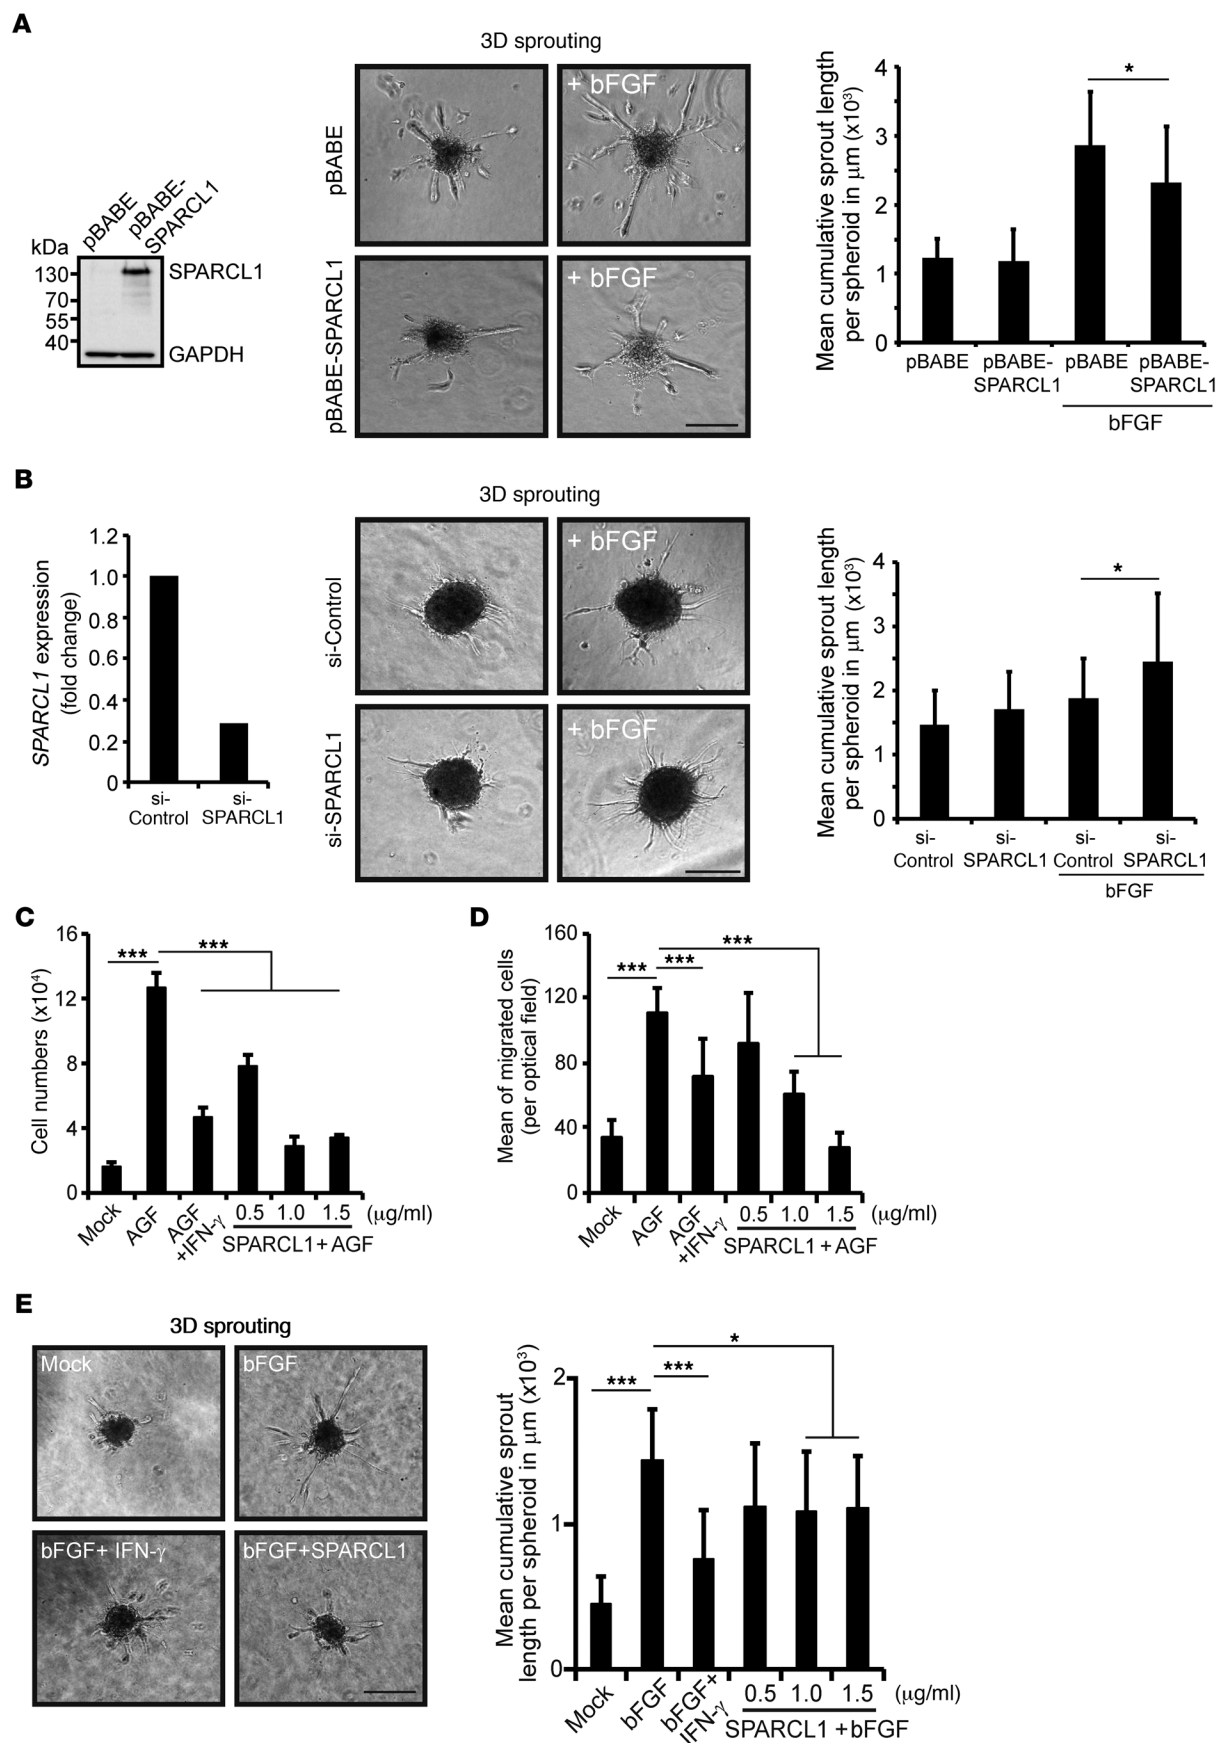 A
3D sprouting
kDa
pBABE
pBABE-
SPARCL1
130
70
55
40
SPARCL1
GAPDH
pBABE
pBABE-SPARCL1
+ bFGF
+ bFGF
Mean cumulative sprout length
per spheroid in µm (x10³)
4
3
2
1
0
*
pBABE
pBABE-
SPARCL1
pBABE
pBABE-
SPARCL1
bFGF
B
3D sprouting
SPARCL1 expression
(fold change)
1.2
1.0
0.8
0.6
0.4
0.2
0
si-
Control
si-
SPARCL1
si-Control
si-SPARCL1
+ bFGF
+ bFGF
Mean cumulative sprout length
per spheroid in µm (x10³)
4
3
2
1
0
*
si-
Control
si-
SPARCL1
si-
Control
si-
SPARCL1
bFGF
C
Cell numbers (x10⁴)
16
12
8
4
0
***
***
Mock
AGF
AGF
+IFN-γ
0.5 1.0 1.5 (µg/ml)
SPARCL1 + AGF
D
Mean of migrated cells
(per optical field)
160
120
80
40
0
***
***
***
Mock
AGF
AGF
+IFN-γ
0.5 1.0 1.5 (µg/ml)
SPARCL1 + AGF
E
3D sprouting
Mock
bFGF
bFGF+ IFN-γ
bFGF+SPARCL1
Mean cumulative sprout
length per spheroid in µm (x10³)
2
1
0
***
***
*
Mock
bFGF
bFGF+
IFN-γ
0.5 1.0 1.5 (µg/ml)
SPARCL1 +bFGF